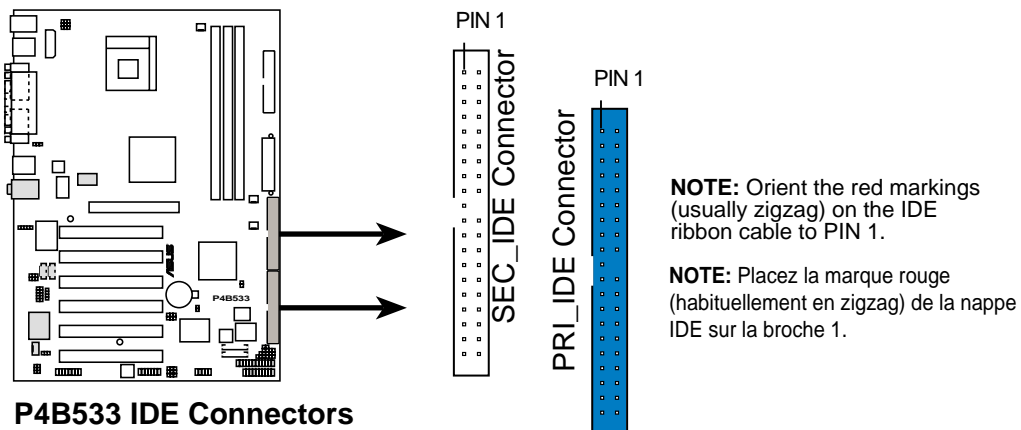 PIN 1
SEC_IDE Connector
PIN 1
PRI_IDE Connector
NOTE: Orient the red markings
(usually zigzag) on the IDE
ribbon cable to PIN 1.
NOTE: Placez la marque rouge
(habituellement en zigzag) de la nappe
IDE sur la broche 1.
ASUS
P4B533
P4B533 IDE Connectors